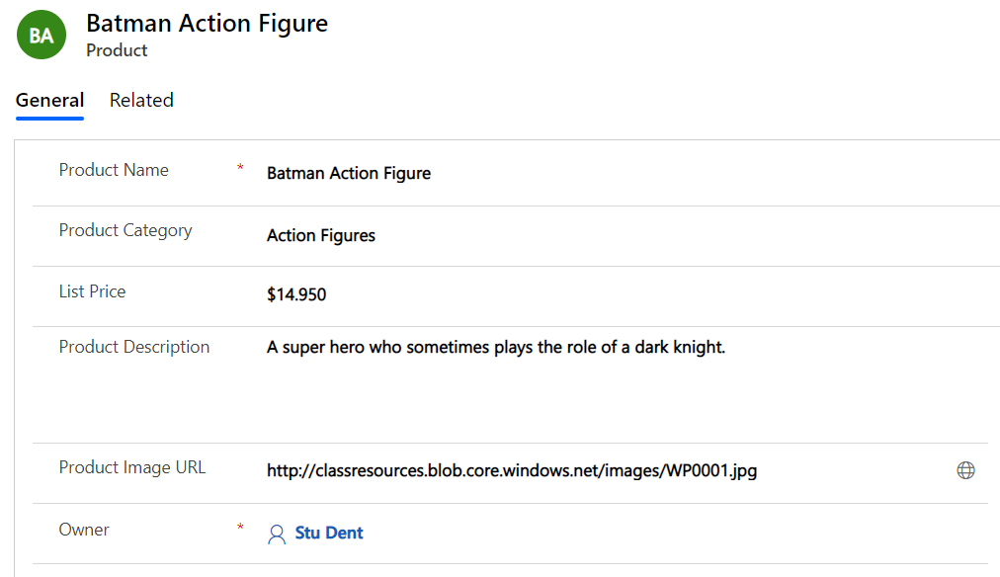 BA
Batman Action Figure
Product
General Related
Product Name * Batman Action Figure
Product Category Action Figures
List Price $14.950
Product Description A super hero who sometimes plays the role of a dark knight.
Product Image URL http://classresources.blob.core.windows.net/images/WP0001.jpg
Owner * Stu Dent